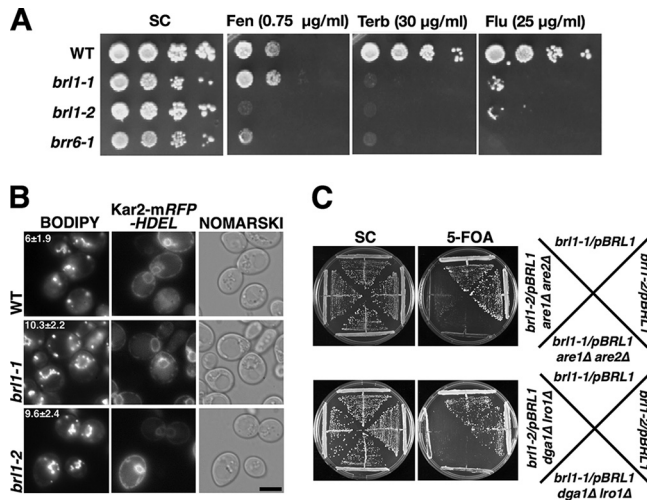 A
SC
Fen (0.75 µg/ml)
Terb (30 µg/ml)
Flu (25 µg/ml)
WT
brl1-1
brl1-2
brr6-1
B
BODIPY
Kar2-mRFP
-HDEL
NOMARSKI
6±1.9
WT
10.3±2.2
brl1-1
9.6±2.4
brl1-2
C
SC
5-FOA
brl1-2/pBRL1
are1Δ are2Δ
brl1-1/pBRL1
brl1-2/pBRL1
brl1-1/pBRL1
are1Δ are2Δ
brl1-2/pBRL1
dga1Δ lro1Δ
brl1-1/pBRL1
brl1-2/pBRL1
brl1-1/pBRL1
dga1Δ lro1Δ